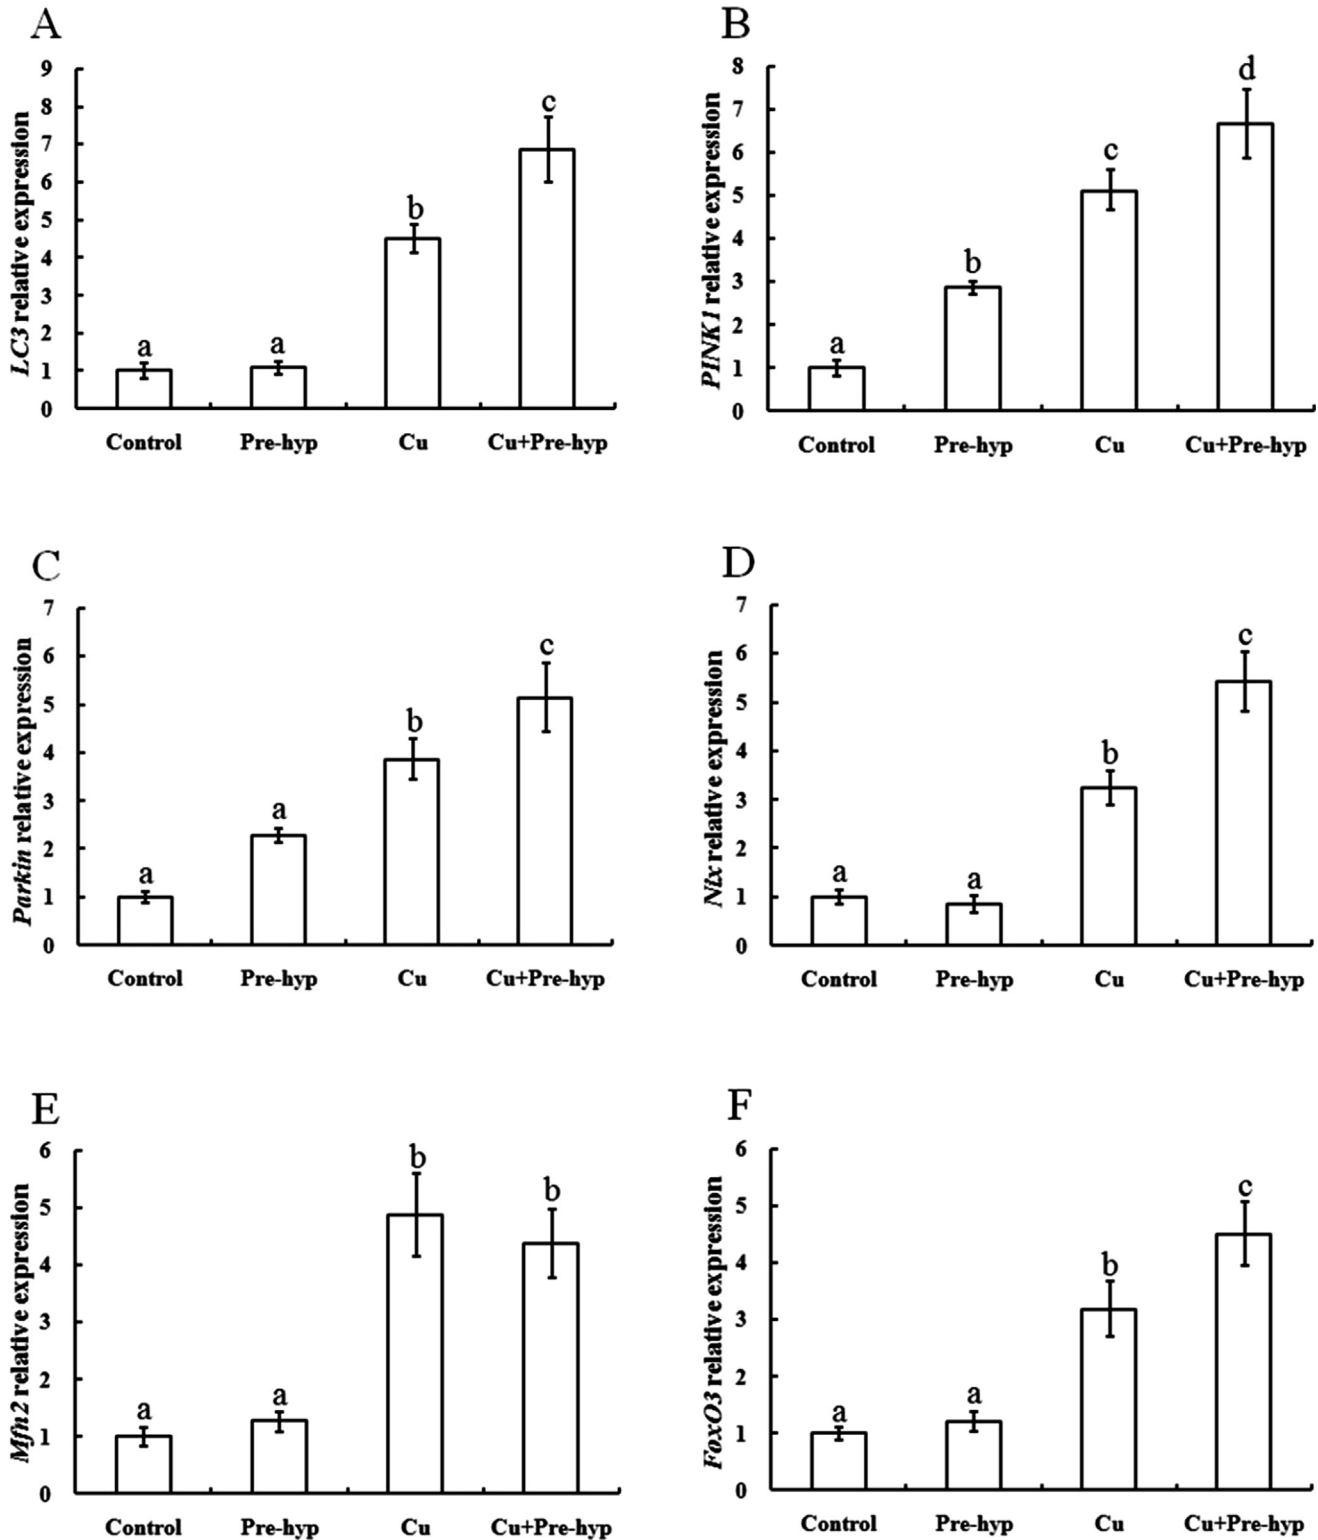 A
LC3 relative expression
9
8
7
6
5
4
3
2
1
0
a
a
b
c
Control Pre-hyp Cu Cu+Pre-hyp
B
PINK1 relative expression
8
7
6
5
4
3
2
1
0
a
b
c
d
Control Pre-hyp Cu Cu+Pre-hyp
C
Parkin relative expression
7
6
5
4
3
2
1
0
a
a
b
c
Control Pre-hyp Cu Cu+Pre-hyp
D
Nix relative expression
7
6
5
4
3
2
1
0
a
a
b
c
Control Pre-hyp Cu Cu+Pre-hyp
E
Mfn2 relative expression
6
5
4
3
2
1
0
a
a
b
b
Control Pre-hyp Cu Cu+Pre-hyp
F
FoxO3 relative expression
6
5
4
3
2
1
0
a
a
b
c
Control Pre-hyp Cu Cu+Pre-hyp